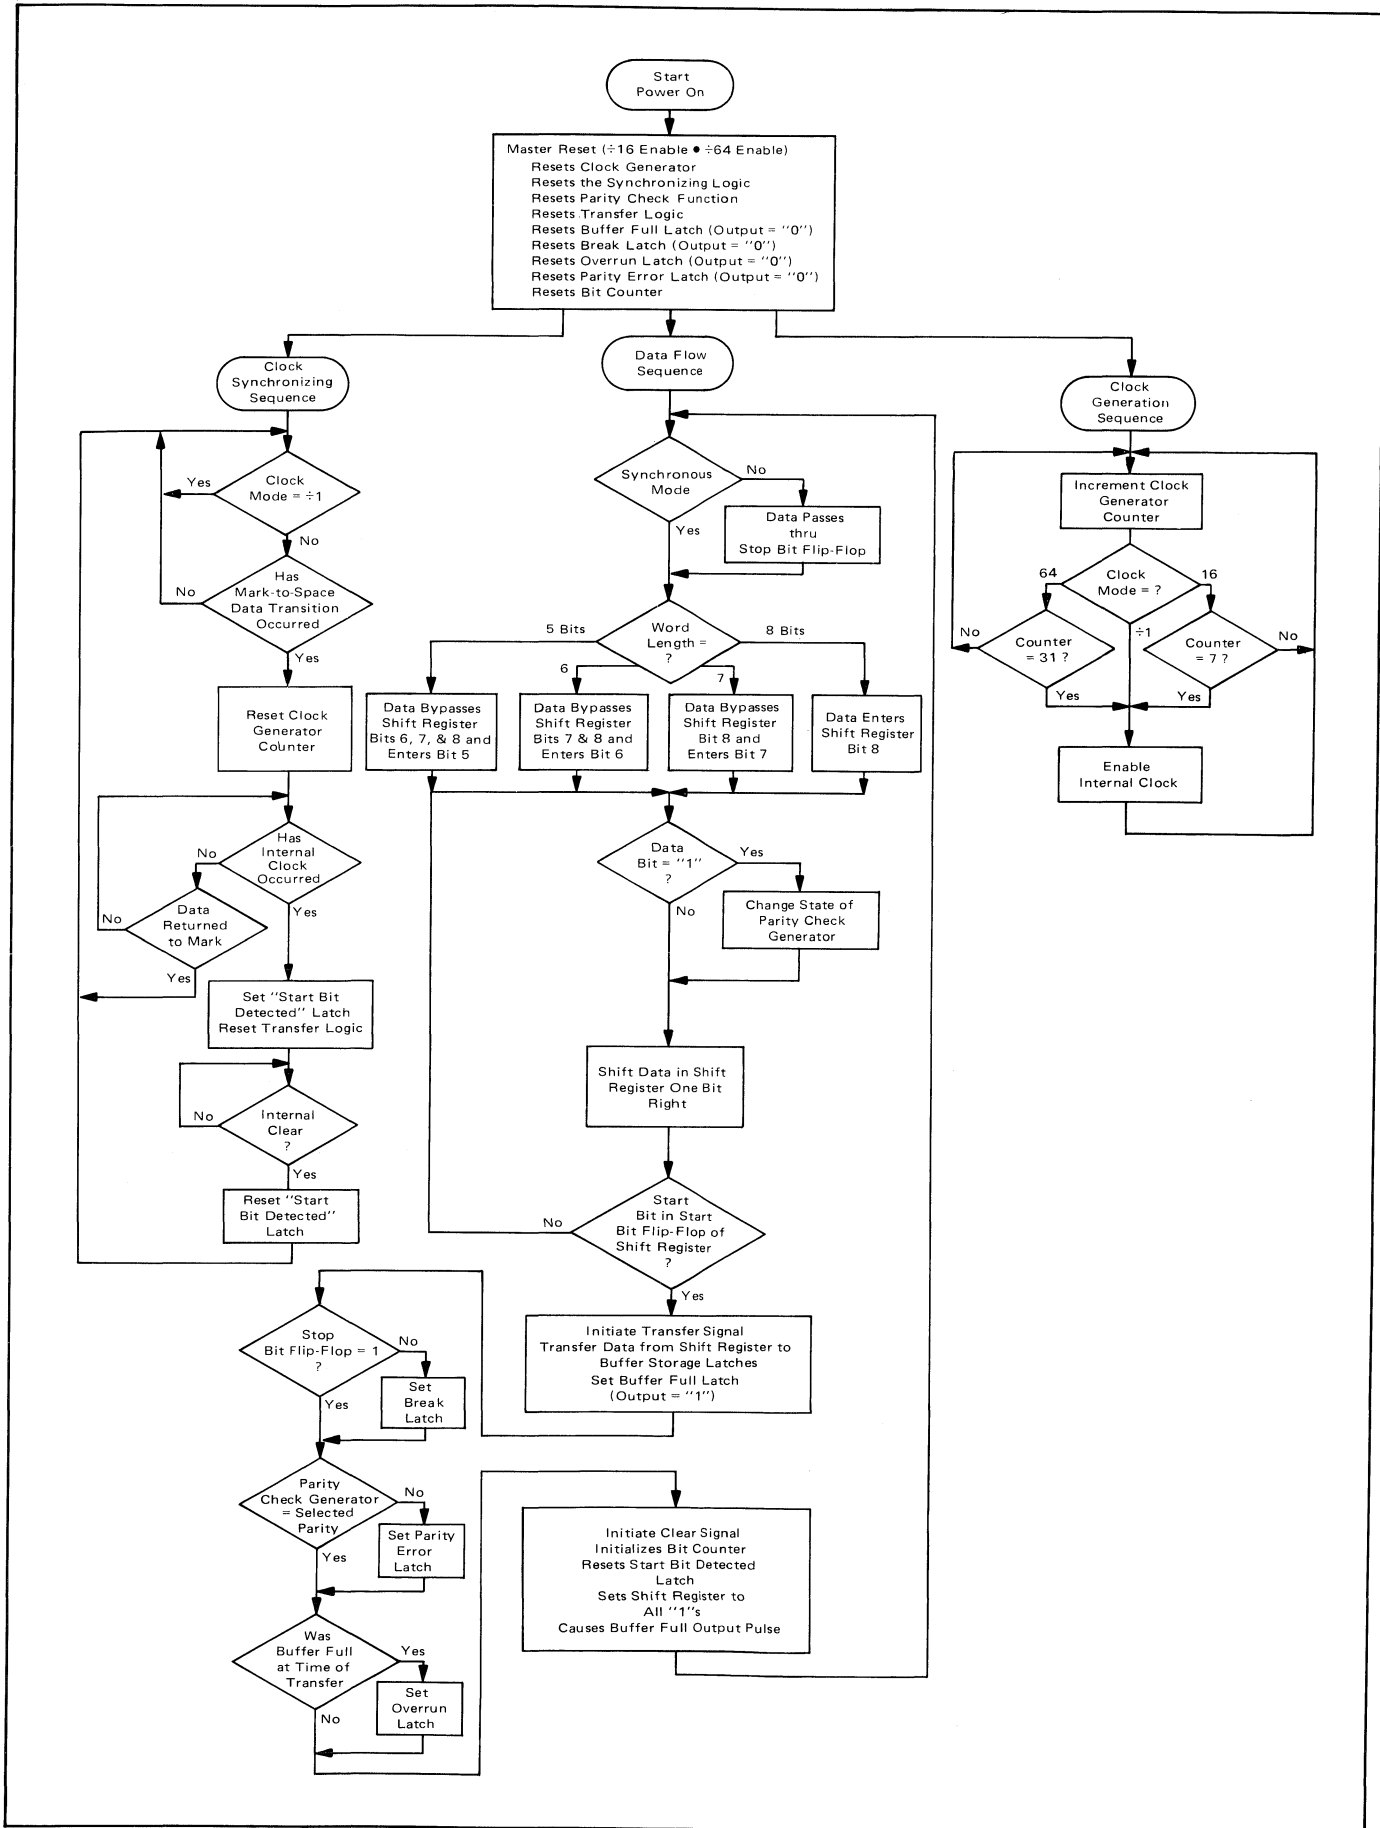 Start
Power On
Master Reset (÷16 Enable ● ÷64 Enable)
Resets Clock Generator
Resets the Synchronizing Logic
Resets Parity Check Function
Resets Transfer Logic
Resets Buffer Full Latch (Output = "0")
Resets Break Latch (Output = "0")
Resets Overrun Latch (Output = "0")
Resets Parity Error Latch (Output = "0")
Resets Bit Counter
Clock
Synchronizing
Sequence
Clock
Mode = ÷1
Yes
No
Has
Mark-to-Space
Data Transition
Occurred
No
Yes
Reset Clock
Generator
Counter
Has
Internal
Clock
Occurred
No
Yes
Data
Returned
to Mark
No
Yes
Set "Start Bit
Detected" Latch
Reset Transfer Logic
Internal
Clear
?
No
Yes
Reset "Start
Bit Detected"
Latch
Data Flow
Sequence
Synchronous
Mode
No
Yes
Data Passes
thru
Stop Bit Flip-Flop
Word
Length =
?
5 Bits
6
7
8 Bits
Data Bypasses
Shift Register
Bits 6, 7, & 8 and
Enters Bit 5
Data Bypasses
Shift Register
Bits 7 & 8 and
Enters Bit 6
Data Bypasses
Shift Register
Bit 8 and
Enters Bit 7
Data Enters
Shift Register
Bit 8
Data
Bit = "1"
?
Yes
No
Change State of
Parity Check
Generator
Shift Data in Shift
Register One Bit
Right
Start
Bit in Start
Bit Flip-Flop of
Shift Register
?
No
Yes
Initiate Transfer Signal
Transfer Data from Shift Register to
Buffer Storage Latches
Set Buffer Full Latch
(Output = "1")
Stop
Bit Flip-Flop = 1
?
No
Yes
Set
Break
Latch
Parity
Check Generator
= Selected
Parity
No
Yes
Set Parity
Error
Latch
Was
Buffer Full
at Time of
Transfer
Yes
No
Set
Overrun
Latch
Initiate Clear Signal
Initializes Bit Counter
Resets Start Bit Detected
Latch
Sets Shift Register to
All "1"s
Causes Buffer Full Output Pulse
Clock
Generation
Sequence
Increment Clock
Generator
Counter
Clock
Mode = ?
64
16
÷1
Counter
= 31 ?
No
Yes
Counter
= 7 ?
No
Yes
Enable
Internal Clock